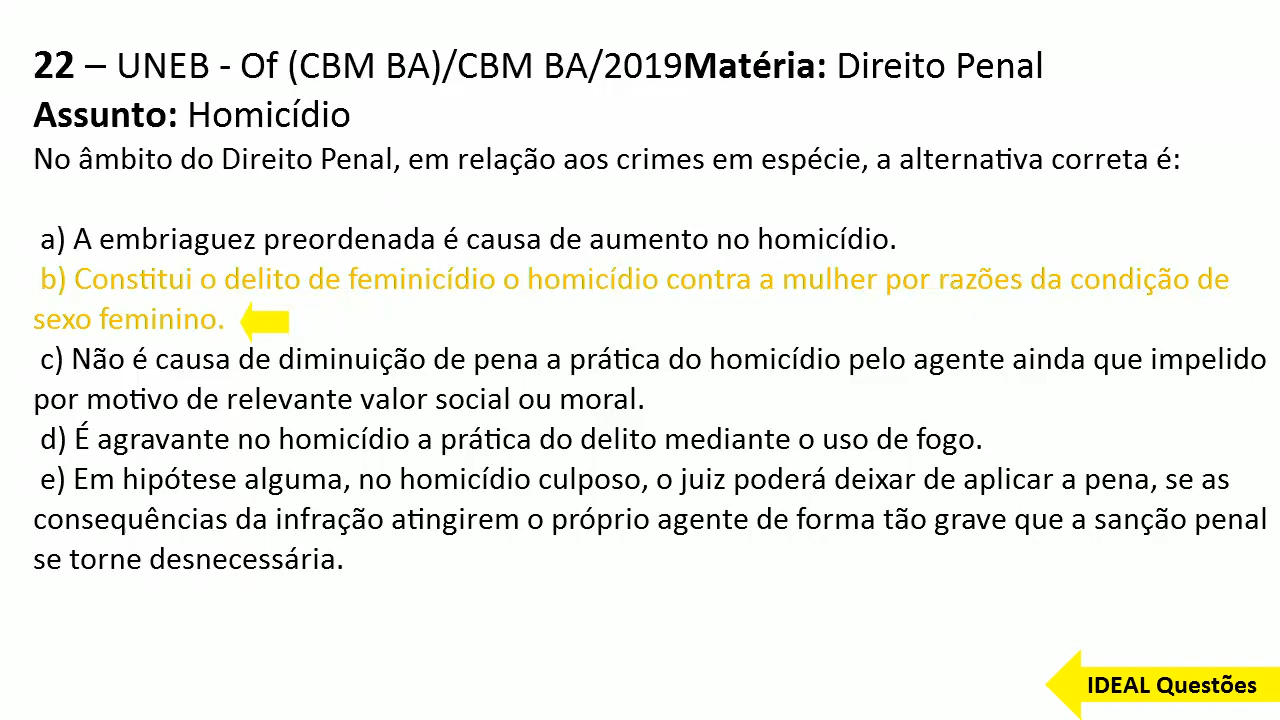 22 – UNEB - Of (CBM BA)/CBM BA/2019Matéria: Direito Penal
Assunto: Homicídio
No âmbito do Direito Penal, em relação aos crimes em espécie, a alternativa correta é:
a) A embriaguez preordenada é causa de aumento no homicídio.
b) Constitui o delito de feminicídio o homicídio contra a mulher por razões da condição de
sexo feminino.
c) Não é causa de diminuição de pena a prática do homicídio pelo agente ainda que impelido
por motivo de relevante valor social ou moral.
d) É agravante no homicídio a prática do delito mediante o uso de fogo.
e) Em hipótese alguma, no homicídio culposo, o juiz poderá deixar de aplicar a pena, se as
consequências da infração atingirem o próprio agente de forma tão grave que a sanção penal
se torne desnecessária.
IDEAL Questões